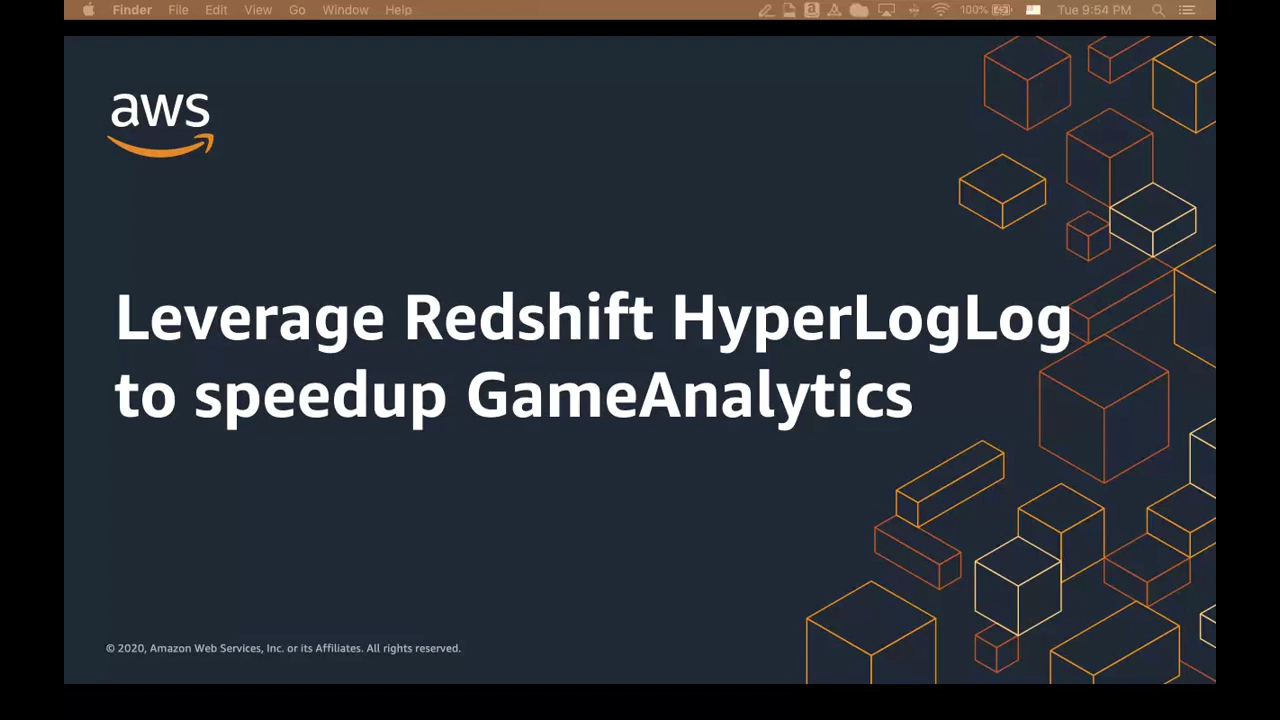 Finder File Edit View Go Window Help 100% Tue 9:54 PM
aws
Leverage Redshift HyperLogLog
to speedup GameAnalytics
© 2020, Amazon Web Services, Inc. or its Affiliates. All rights reserved.